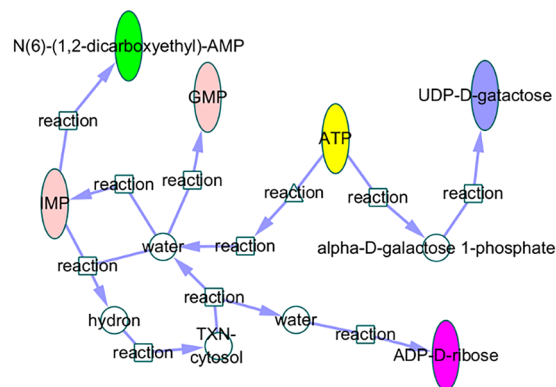 N(6)-(1,2-dicarboxyethyl)-AMP
GMP
UDP-D-gatactose
reaction
ATP
reaction
reaction
reaction
reaction
reaction
IMP
water
reaction
alpha-D-galactose 1-phosphate
reaction
reaction
hydron
water
TXN-
cytosol
reaction
reaction
ADP-D-ribose